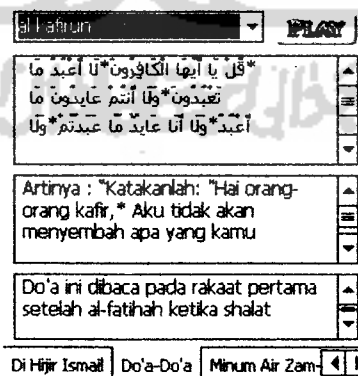 al-kafirun
PLAY
*قُلْ يَا أَيُّهَا الْكَافِرُونَ*لَا أَعْبُدُ مَا
تَعْبُدُونَ*وَلَا أَنْتُمْ عَابِدُونَ مَا
أَعْبُدُ*وَلَا أَنَا عَابِدٌ مَا عَبَدْتُمْ*وَلَا
Artinya : "Katakanlah: "Hai orang-
orang kafir,* Aku tidak akan
menyembah apa yang kamu
Do'a ini dibaca pada rakaat pertama
setelah al-fatihah ketika shalat
Di Hijir Ismail Do'a-Do'a Minum Air Zam-